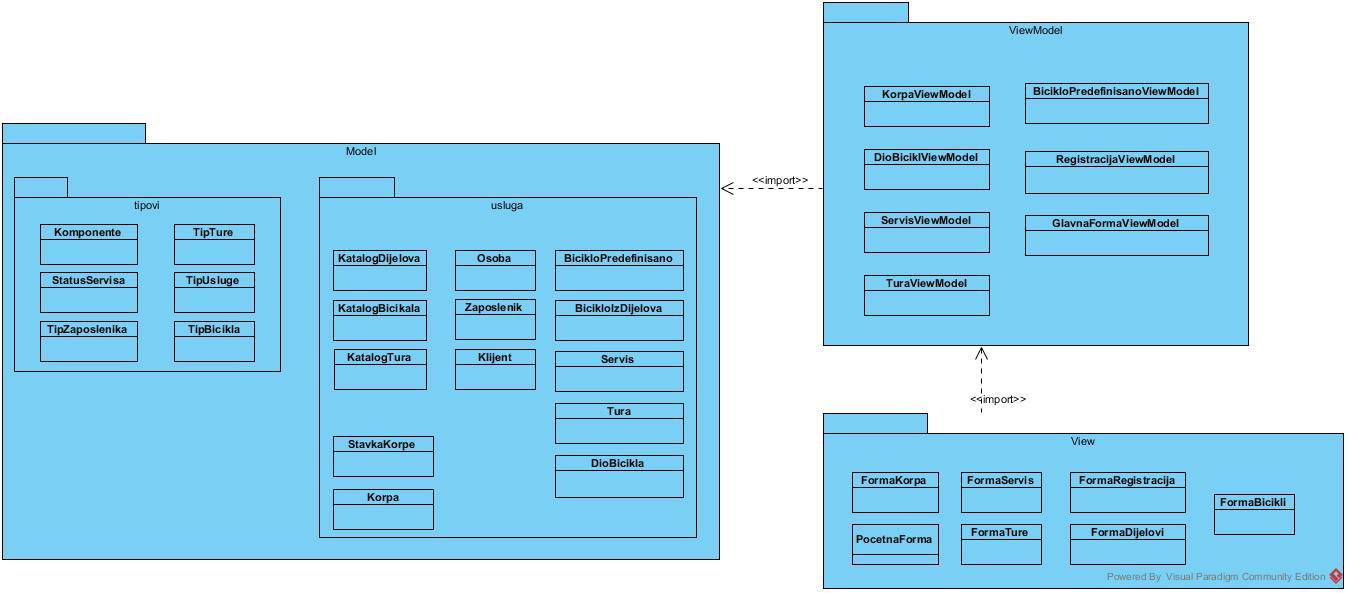 Model
tipovi
Komponente
TipTure
StatusServisa
TipUsluge
TipZaposlenika
TipBicikla
usluga
KatalogDijelova
Osoba
BicikloPredefinisano
KatalogBicikala
Zaposlenik
BicikloIzDijelova
KatalogTura
Klijent
Servis
Tura
StavkaKorpe
DioBicikla
Korpa
<<import>>
ViewModel
KorpaViewModel
BicikloPredefinisanoViewModel
DioBiciklViewModel
RegistracijaViewModel
ServisViewModel
GlavnaFormaViewModel
TuraViewModel
<<import>>
View
FormaKorpa
FormaServis
FormaRegistracija
FormaBicikli
PocetnaForma
FormaTure
FormaDijelovi
Powered By Visual Paradigm Community Edition